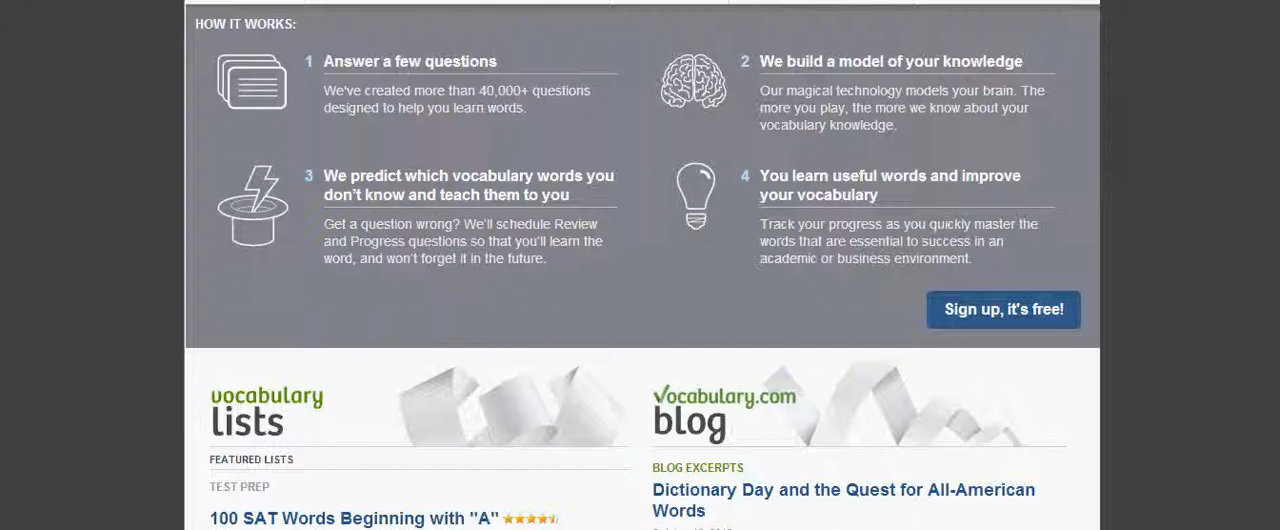 HOW IT WORKS:
1 Answer a few questions
We've created more than 40,000+ questions
designed to help you learn words.
2 We build a model of your knowledge
Our magical technology models your brain. The
more you play, the more we know about your
vocabulary knowledge.
3 We predict which vocabulary words you
don't know and teach them to you
Get a question wrong? We'll schedule Review
and Progress questions so that you'll learn the
word, and won't forget it in the future.
4 You learn useful words and improve
your vocabulary
Track your progress as you quickly master the
words that are essential to success in an
academic or business environment.
Sign up, it's free!
vocabulary
lists
FEATURED LISTS
TEST PREP
100 SAT Words Beginning with "A"
vocabulary.com
blog
BLOG EXCERPTS
Dictionary Day and the Quest for All-American
Words